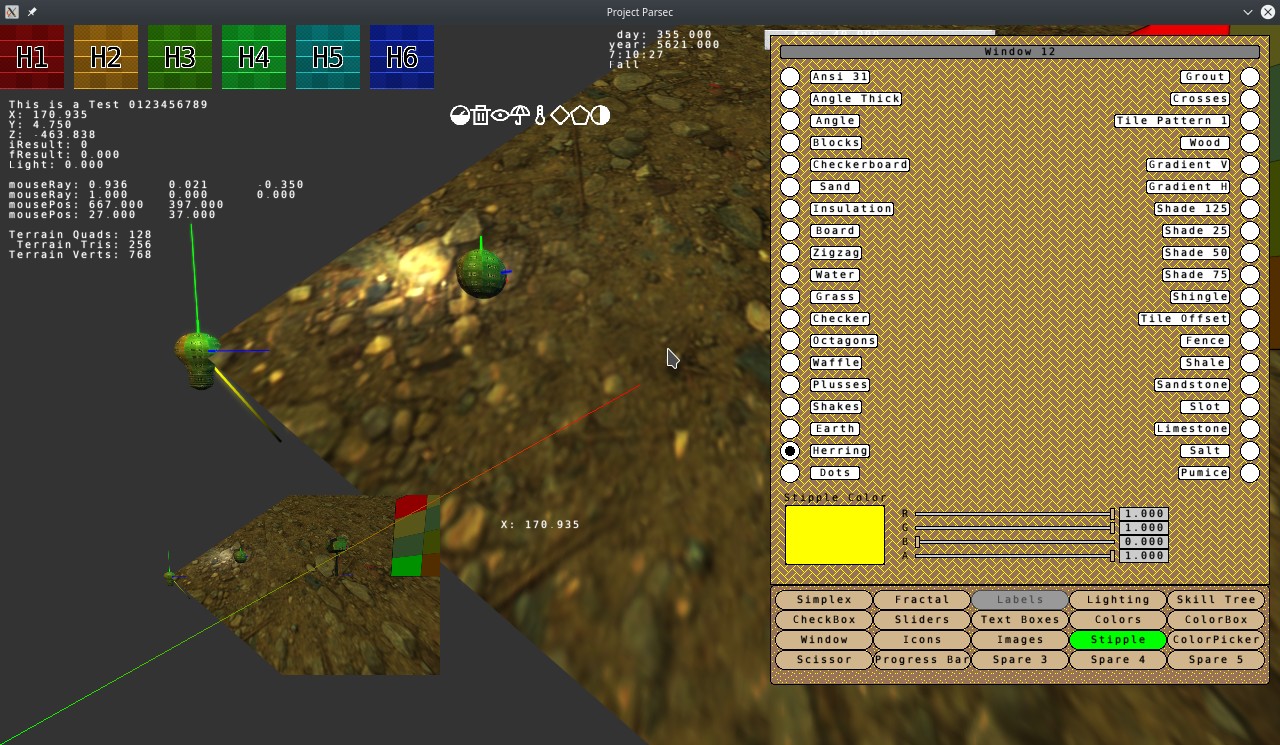 Project Parsec
H1 H2 H3 H4 H5 H6
day: 355.000
year: 5621.000
7:10:27
Fall
This is a Test 0123456789
X: 170.935
Y: 4.750
Z: -463.838
iResult: 0
fResult: 0.000
Light: 0.000
mouseRay: 0.936 0.021 -0.350
mouseRay: 1.000 0.000 0.000
mousePos: 667.000 397.000
mousePos: 27.000 37.000
Terrain Quads: 128
Terrain Tris: 256
Terrain Verts: 768
X: 170.935
Window 12
Ansi 31 Grout
Angle Thick Crosses
Angle Tile Pattern 1
Blocks Wood
Checkerboard Gradient V
Sand Gradient H
Insulation Shade 125
Board Shade 25
Zigzag Shade 50
Water Shade 75
Grass Shingle
Checker Tile Offset
Octagons Fence
Waffle Shale
Plusses Sandstone
Shakes Slot
Earth Limestone
Herring Salt
Dots Pumice
Stipple Color
R 1.000
G 1.000
B 0.000
A 1.000
Simplex Fractal Labels Lighting Skill Tree
CheckBox Sliders Text Boxes Colors ColorBox
Window Icons Images Stipple ColorPicker
Scissor Progress Bar Spare 3 Spare 4 Spare 5